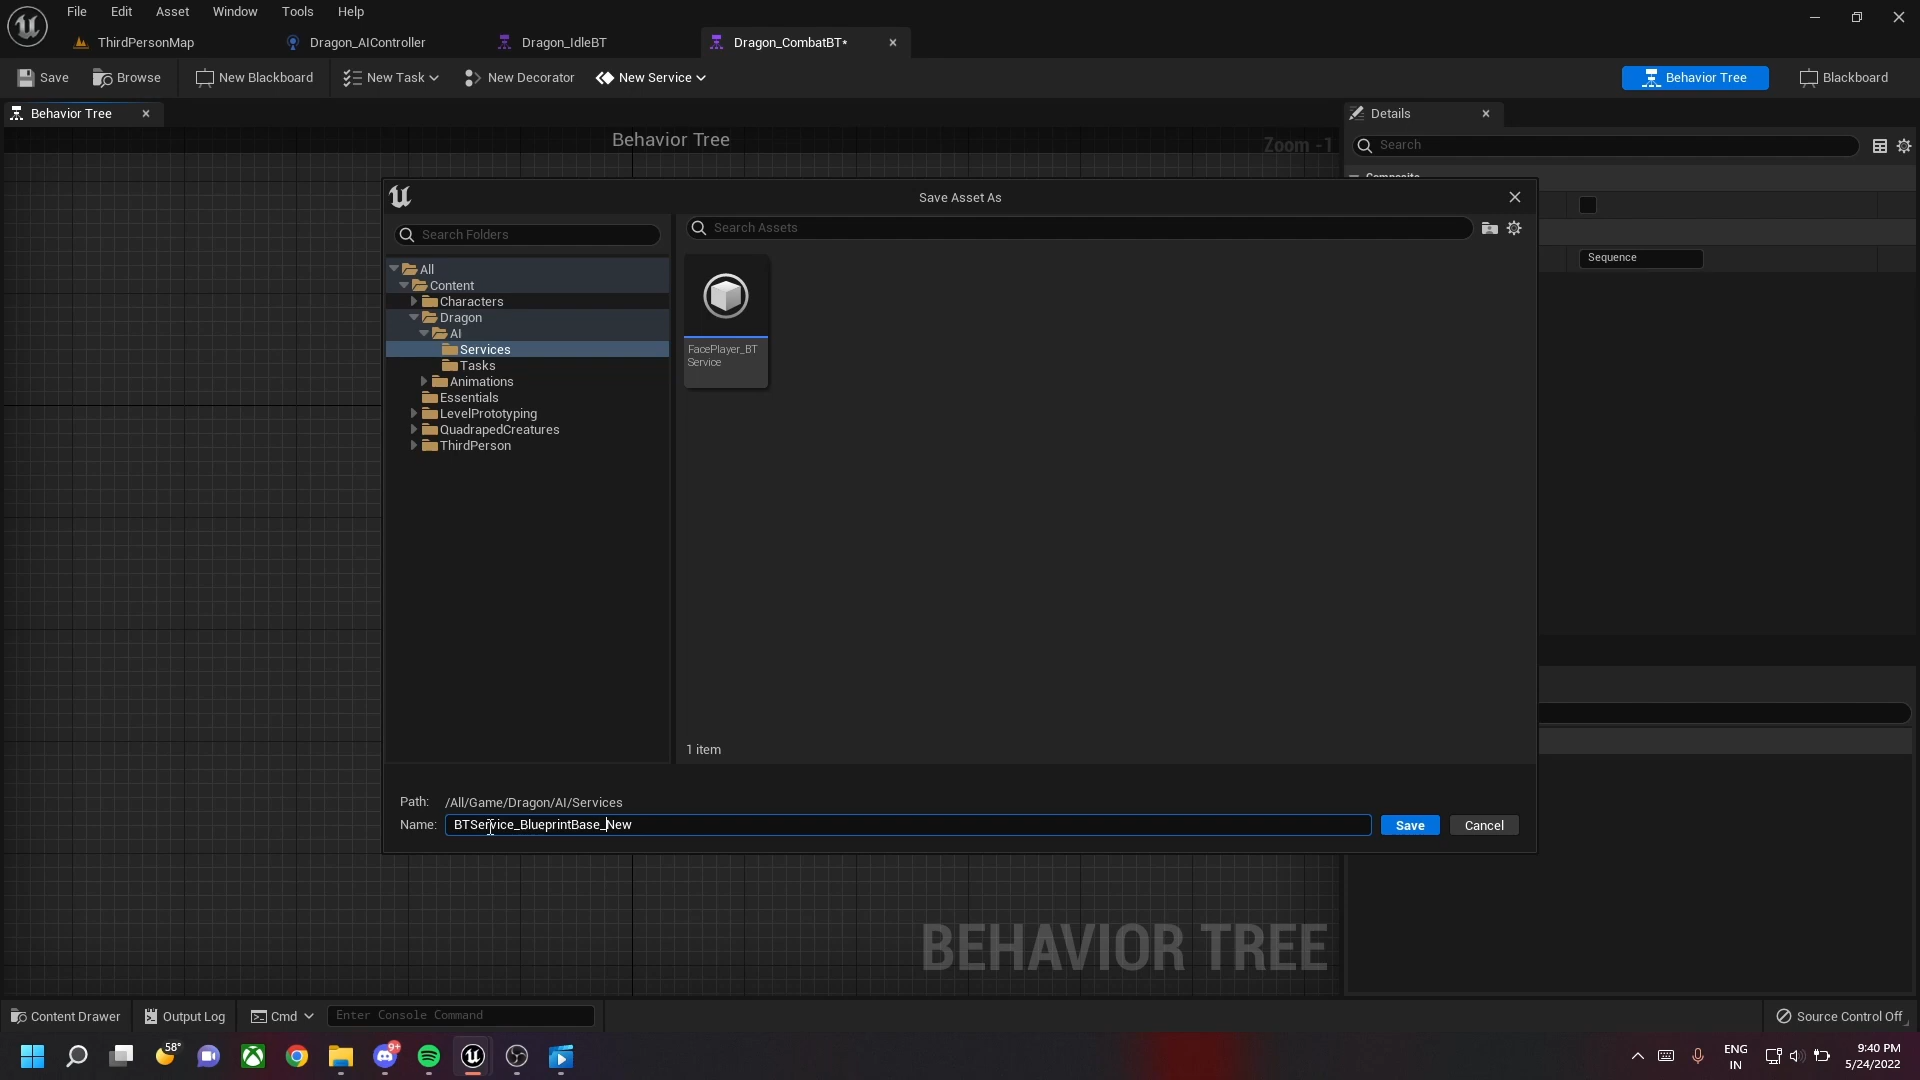 File Edit Asset Window Tools Help
ThirdPersonMap Dragon_AIController Dragon_IdleBT Dragon_CombatBT*
Save Browse New Blackboard New Task New Decorator New Service Behavior Tree Blackboard
Behavior Tree Details
Behavior Tree
Zoom -1
Search
Save Asset As
Search Folders
Search Assets
All
Content
Characters
Dragon
AI
Services
Tasks
Animations
Essentials
LevelPrototyping
QuadrapedCreatures
ThirdPerson
FacePlayer_BT
Service
Sequence
1 item
Path: /All/Game/Dragon/AI/Services
Name: BTService_BlueprintBase_New
Save Cancel
BEHAVIOR TREE
Content Drawer Output Log Cmd Enter Console Command Source Control Off
58°
9+
ENG
IN
9:40 PM
5/24/2022